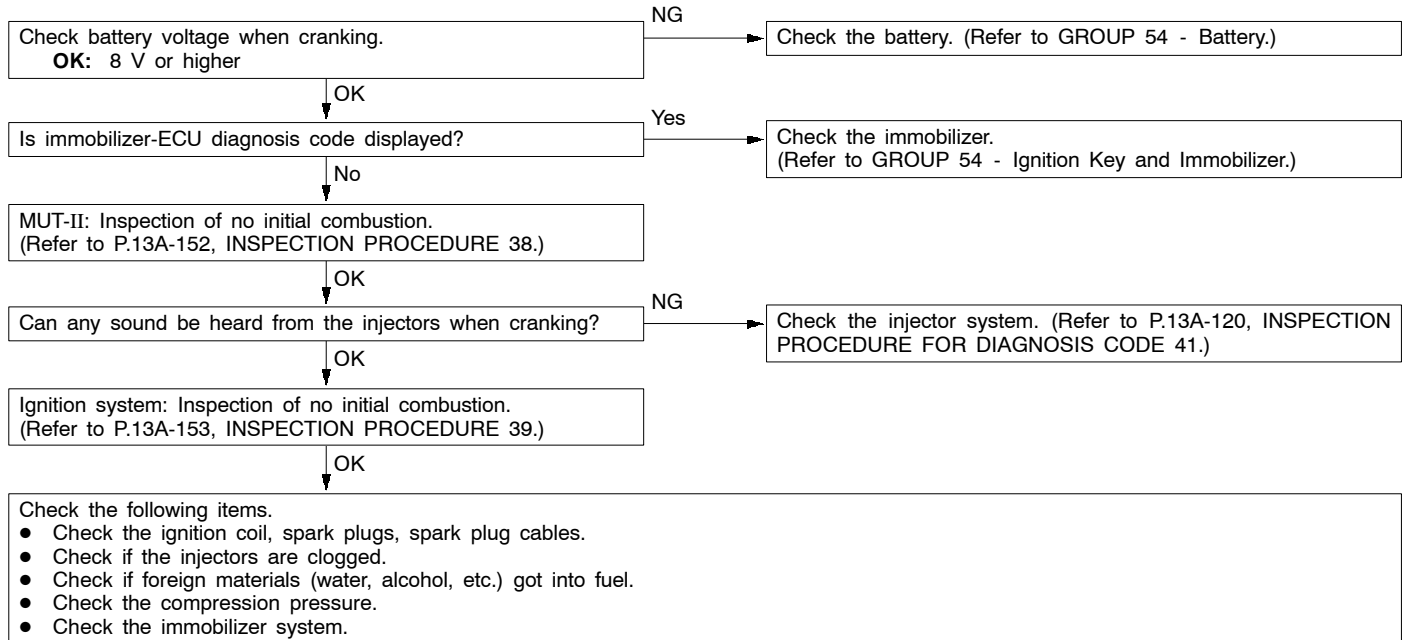 Check battery voltage when cranking.
OK: 8 V or higher
NG
Check the battery. (Refer to GROUP 54 - Battery.)
OK
Is immobilizer-ECU diagnosis code displayed?
Yes
Check the immobilizer.
(Refer to GROUP 54 - Ignition Key and Immobilizer.)
No
MUT-II: Inspection of no initial combustion.
(Refer to P.13A-152, INSPECTION PROCEDURE 38.)
OK
Can any sound be heard from the injectors when cranking?
NG
Check the injector system. (Refer to P.13A-120, INSPECTION
PROCEDURE FOR DIAGNOSIS CODE 41.)
OK
Ignition system: Inspection of no initial combustion.
(Refer to P.13A-153, INSPECTION PROCEDURE 39.)
OK
Check the following items.
● Check the ignition coil, spark plugs, spark plug cables.
● Check if the injectors are clogged.
● Check if foreign materials (water, alcohol, etc.) got into fuel.
● Check the compression pressure.
● Check the immobilizer system.